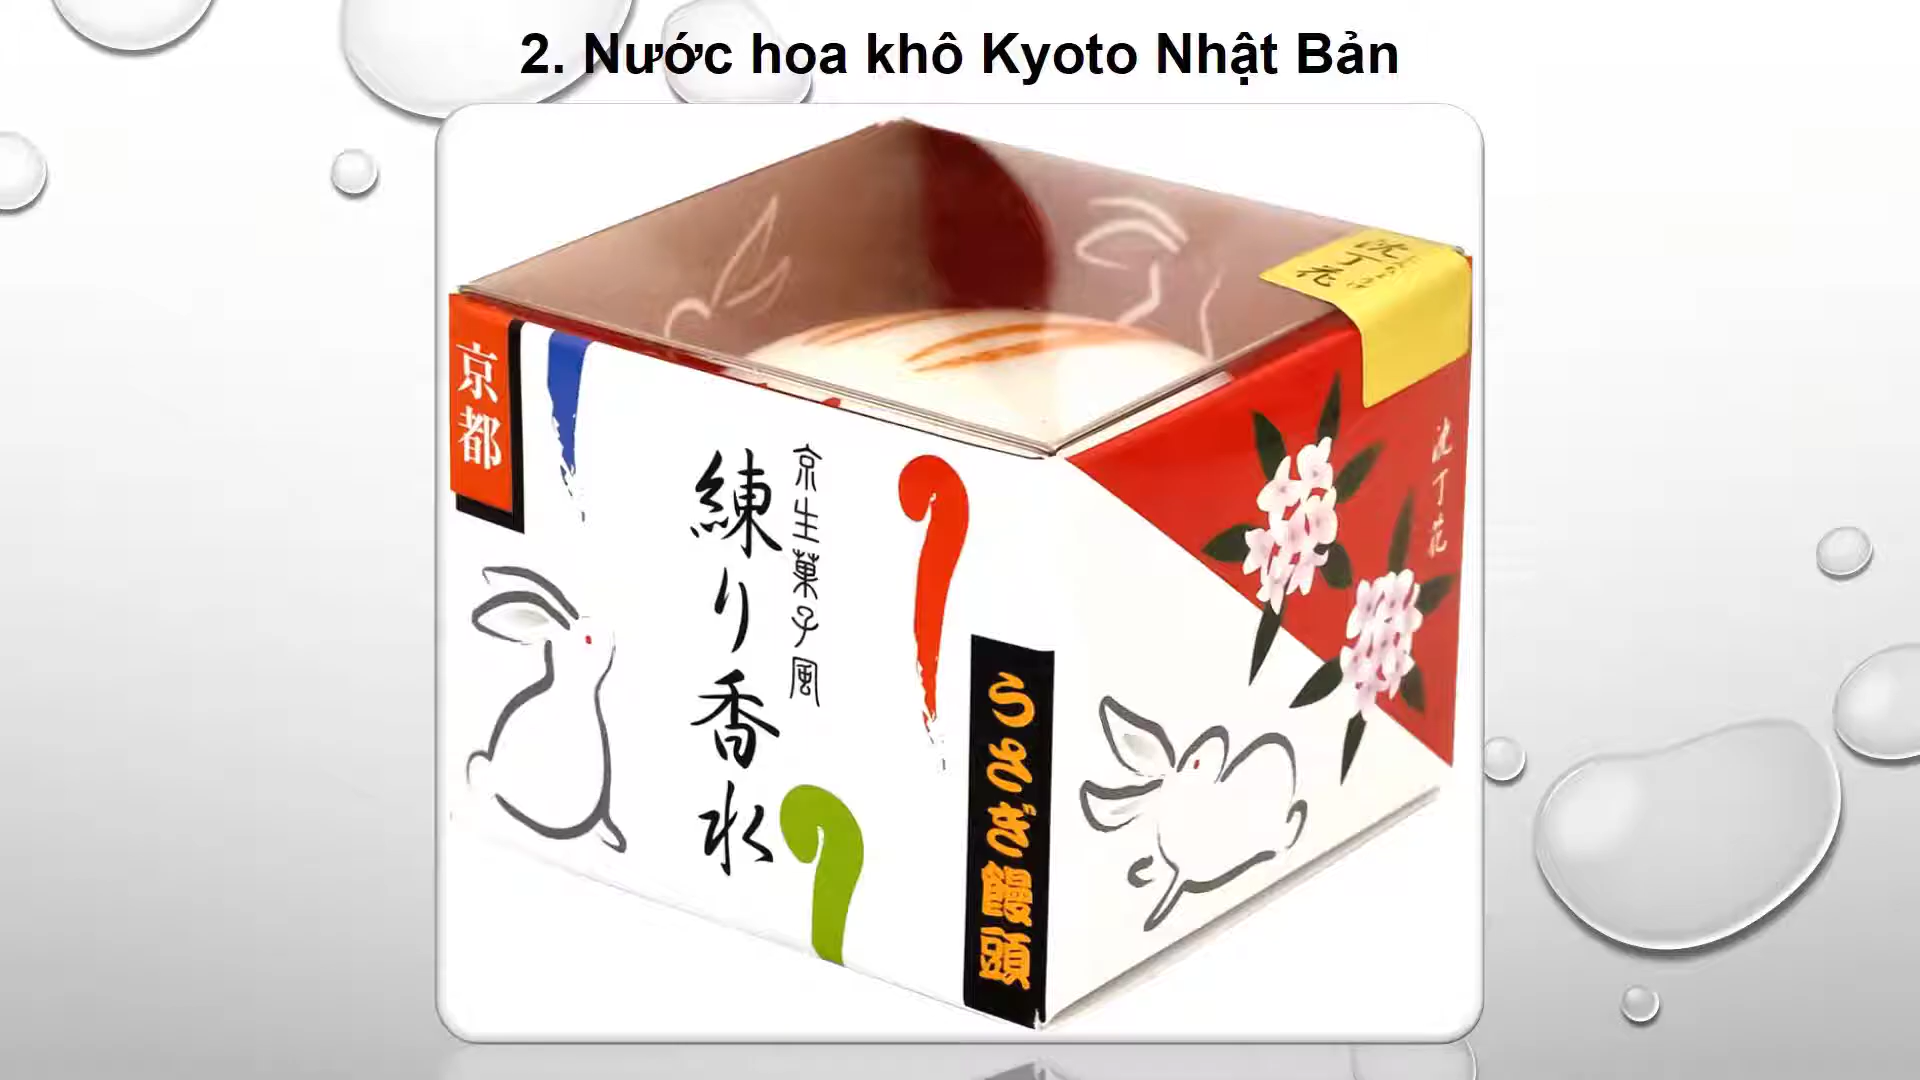 2. Nước hoa khô Kyoto Nhật Bản
沈丁花
京都
京生菓子風
練り香水
沈丁花
うさぎ饅頭